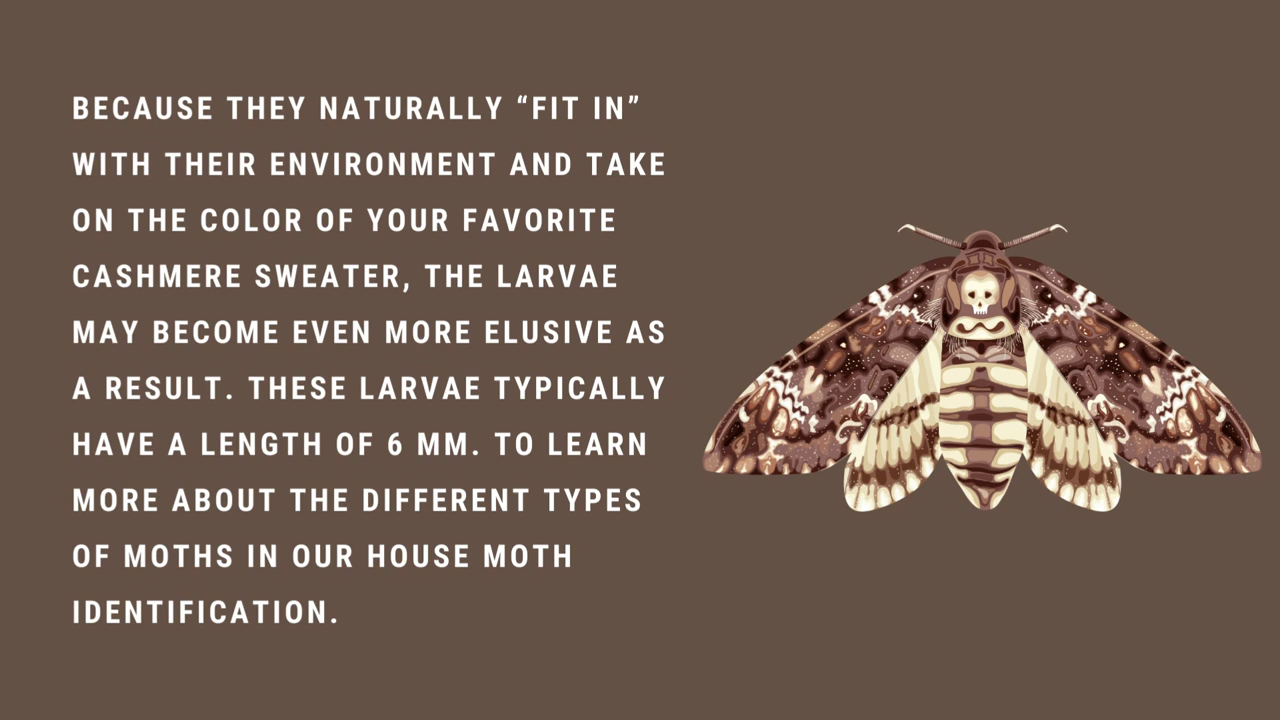 BECAUSE THEY NATURALLY “FIT IN”
WITH THEIR ENVIRONMENT AND TAKE
ON THE COLOR OF YOUR FAVORITE
CASHMERE SWEATER, THE LARVAE
MAY BECOME EVEN MORE ELUSIVE AS
A RESULT. THESE LARVAE TYPICALLY
HAVE A LENGTH OF 6 MM. TO LEARN
MORE ABOUT THE DIFFERENT TYPES
OF MOTHS IN OUR HOUSE MOTH
IDENTIFICATION.